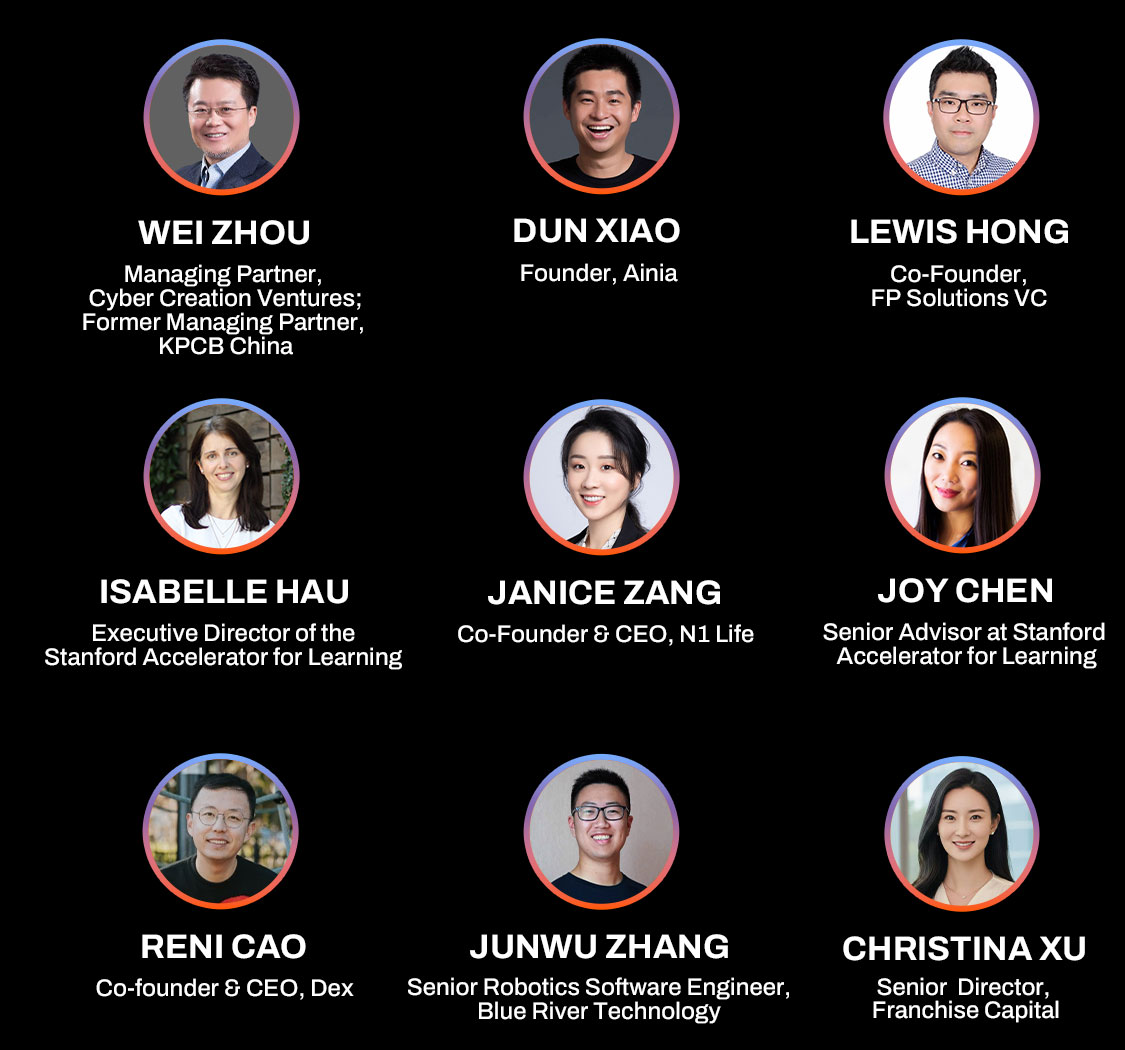 WEI ZHOU
Managing Partner,
Cyber Creation Ventures;
Former Managing Partner,
KPCB China
DUN XIAO
Founder, Ainia
LEWIS HONG
Co-Founder,
FP Solutions VC
ISABELLE HAU
Executive Director of the
Stanford Accelerator for Learning
JANICE ZANG
Co-Founder & CEO, N1 Life
JOY CHEN
Senior Advisor at Stanford
Accelerator for Learning
RENI CAO
Co-founder & CEO, Dex
JUNWU ZHANG
Senior Robotics Software Engineer,
Blue River Technology
CHRISTINA XU
Senior Director,
Franchise Capital